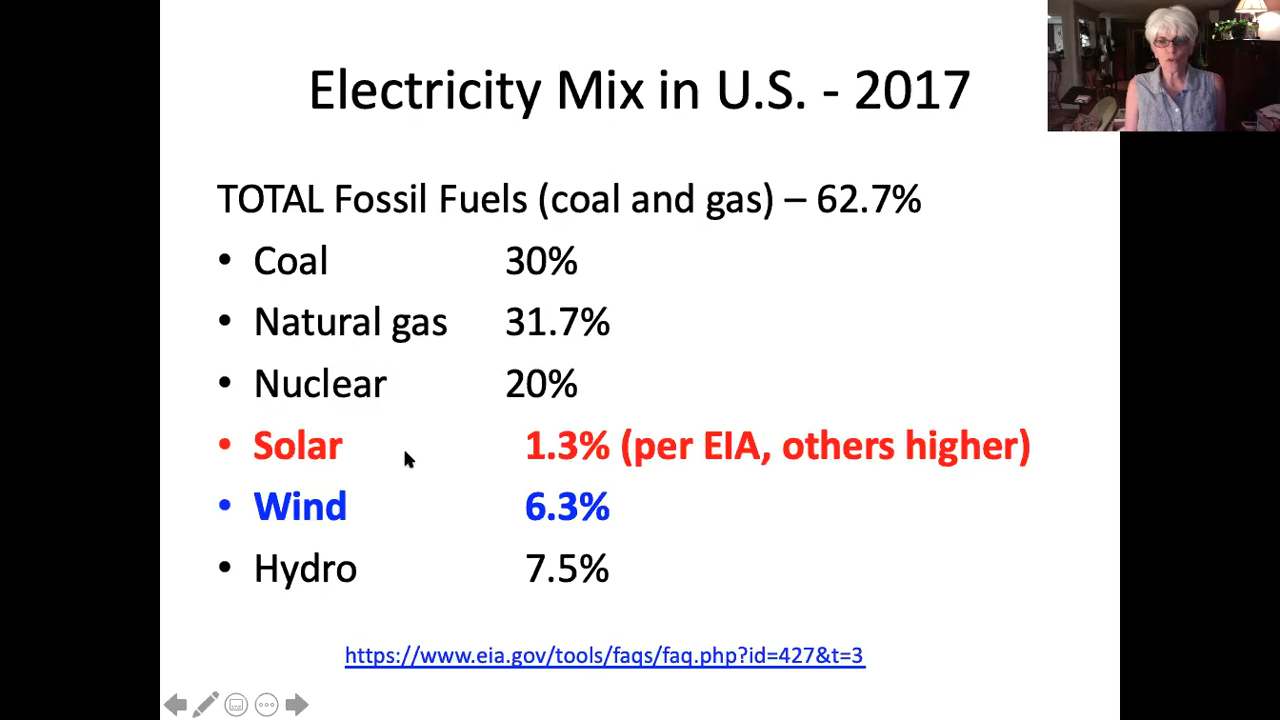 Electricity Mix in U.S. - 2017
TOTAL Fossil Fuels (coal and gas) – 62.7%
• Coal 30%
• Natural gas 31.7%
• Nuclear 20%
• Solar 1.3% (per EIA, others higher)
• Wind 6.3%
• Hydro 7.5%
https://www.eia.gov/tools/faqs/faq.php?id=427&t=3